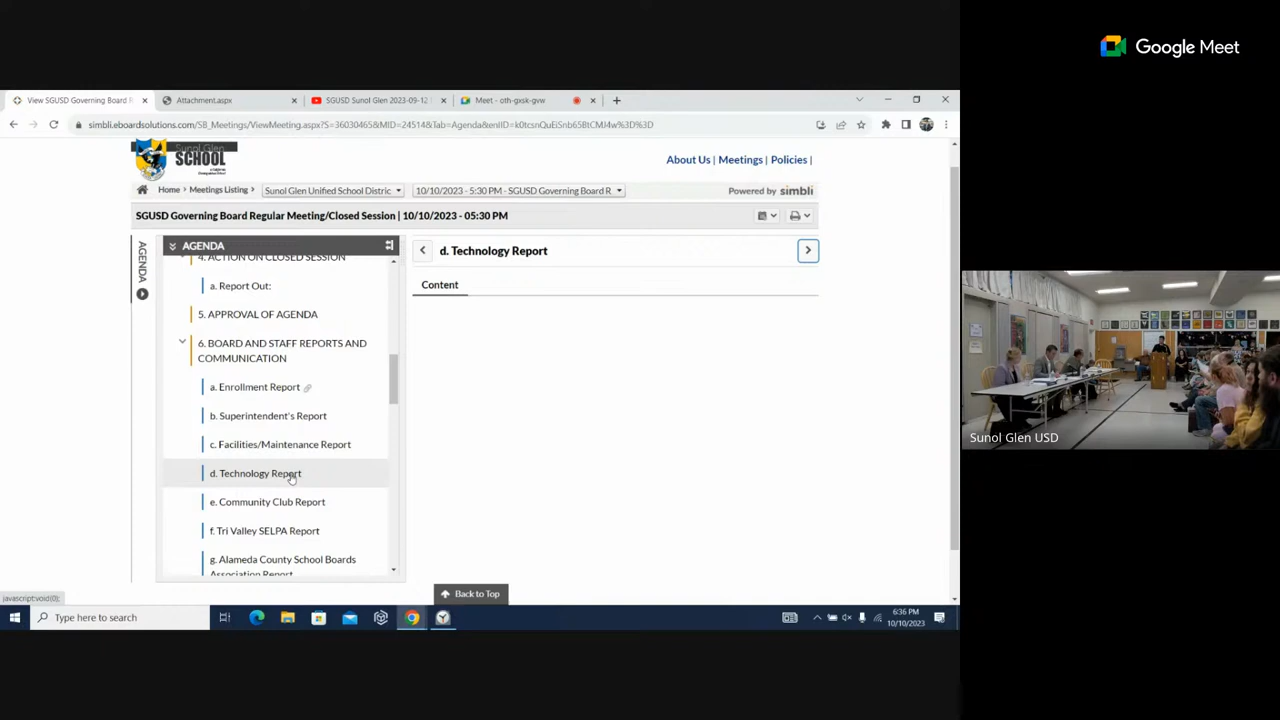 Google Meet
View SGUSD Governing Board R
Attachment.aspx
SGUSD Sunol Glen 2023-09-12
Meet - oth-gxsk-gvw
simbli.eboardsolutions.com/SB_Meetings/ViewMeeting.aspx?S=36030465&MID=24514&Tab=Agenda&enIID=k0tcsnQuEiSnb65BtCMJ4w%3D%3D
Sunol Glen
SCHOOL
About Us | Meetings | Policies |
Home > Meetings Listing >
Sunol Glen Unified School Distric
10/10/2023 - 5:30 PM - SGUSD Governing Board R
Powered by simbli
SGUSD Governing Board Regular Meeting/Closed Session | 10/10/2023 - 05:30 PM
AGENDA
AGENDA
4. ACTION ON CLOSED SESSION
a. Report Out:
5. APPROVAL OF AGENDA
6. BOARD AND STAFF REPORTS AND
COMMUNICATION
a. Enrollment Report
b. Superintendent's Report
c. Facilities/Maintenance Report
d. Technology Report
e. Community Club Report
f. Tri Valley SELPA Report
g. Alameda County School Boards
Association Report
d. Technology Report
Content
Back to Top
javascript:void(0);
Type here to search
6:36 PM
10/10/2023
Sunol Glen USD